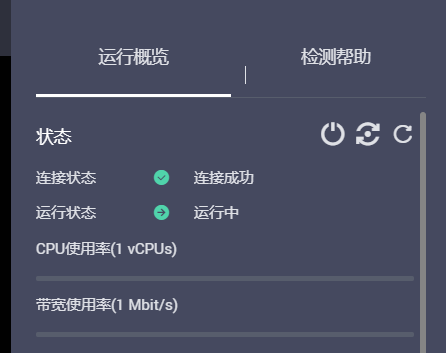 运行概览 检测帮助
状态
连接状态 连接成功
运行状态 运行中
CPU使用率(1 vCPUs)
带宽使用率(1 Mbit/s)